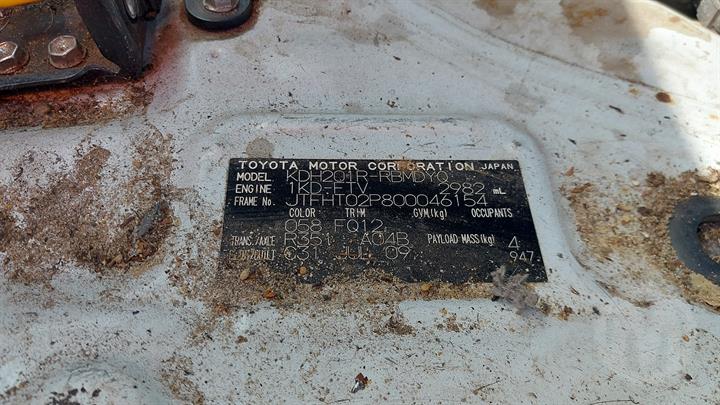 TOYOTA MOTOR CORPORATION JAPAN
MODEL KDH201R-RBMDYQ
ENGINE 1KD-FTV 2982 mL
FRAME No. JTFHT02P800046154
COLOR TRIM GVM(kg) OCCUPANTS
058 FQ12
TRANS./AXLE R351 A04B PAYLOAD-MASS(kg) 4
C31 JUL 09 947